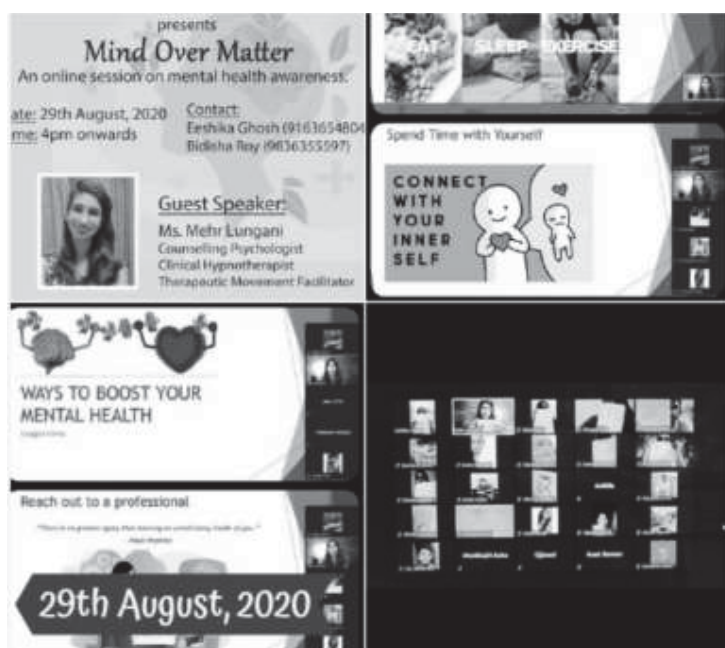 presents
Mind Over Matter
An online session on mental health awareness.
ate: 29th August, 2020
me: 4pm onwards
Contact:
Eeshika Ghosh (9163654804
Bidisha Roy (9836355597)
Guest Speaker:
Ms. Mehr Lungani
Counselling Psychologist
Clinical Hypnotherapist
Therapeutic Movement Facilitator
EAT SLEEP EXERCISE
Spend Time with Yourself
CONNECT
WITH
YOUR
INNER
SELF
WAYS TO BOOST YOUR
MENTAL HEALTH
Reach out to a professional
29th August, 2020